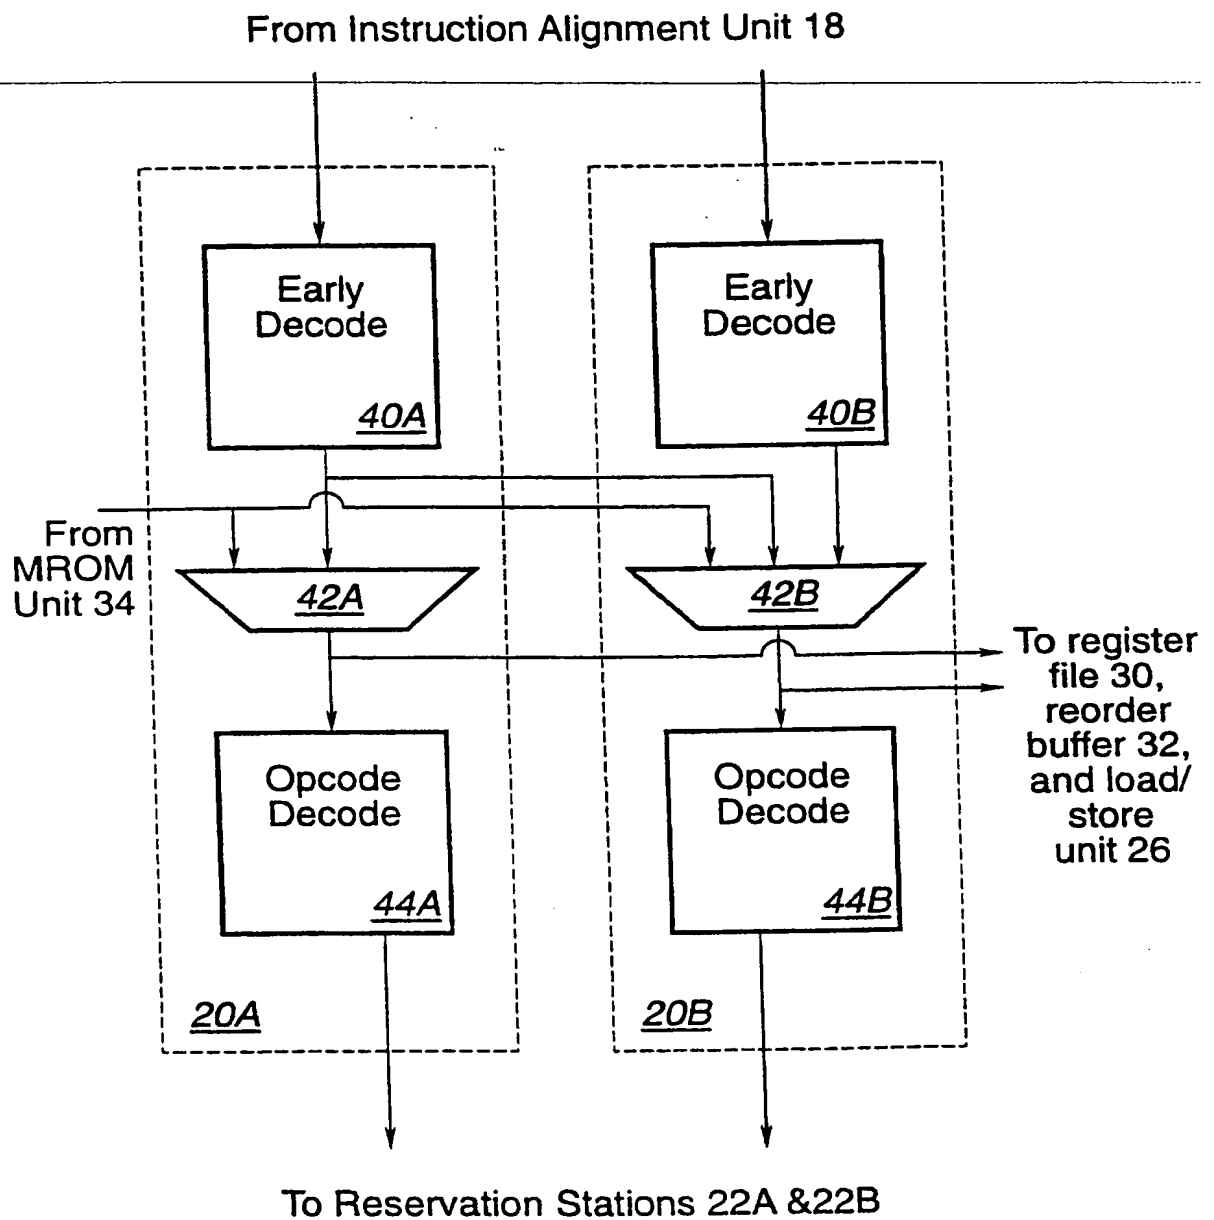 From Instruction Alignment Unit 18
Early
Decode
40A
Early
Decode
40B
From
MROM
Unit 34
42A
42B
To register
file 30,
reorder
buffer 32,
and load/
store
unit 26
Opcode
Decode
44A
Opcode
Decode
44B
20A
20B
To Reservation Stations 22A &22B